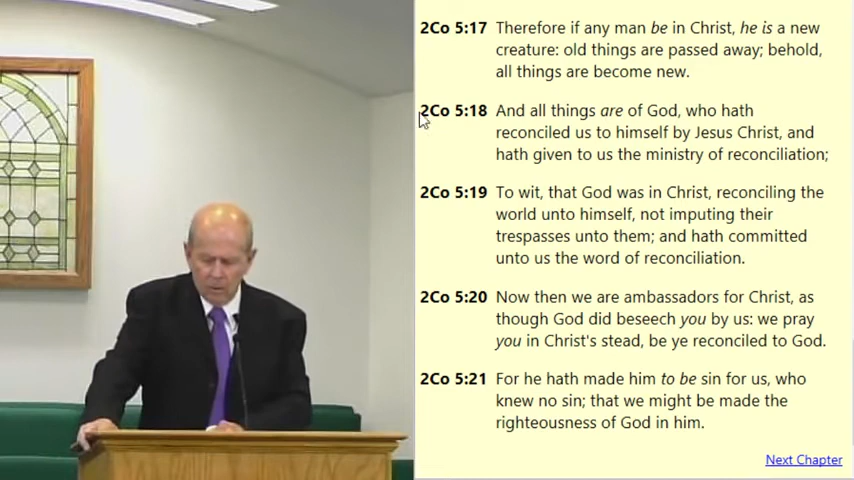 2Co 5:17 Therefore if any man be in Christ, he is a new
creature: old things are passed away; behold,
all things are become new.
2Co 5:18 And all things are of God, who hath
reconciled us to himself by Jesus Christ, and
hath given to us the ministry of reconciliation;
2Co 5:19 To wit, that God was in Christ, reconciling the
world unto himself, not imputing their
trespasses unto them; and hath committed
unto us the word of reconciliation.
2Co 5:20 Now then we are ambassadors for Christ, as
though God did beseech you by us: we pray
you in Christ's stead, be ye reconciled to God.
2Co 5:21 For he hath made him to be sin for us, who
knew no sin; that we might be made the
righteousness of God in him.
Next Chapter